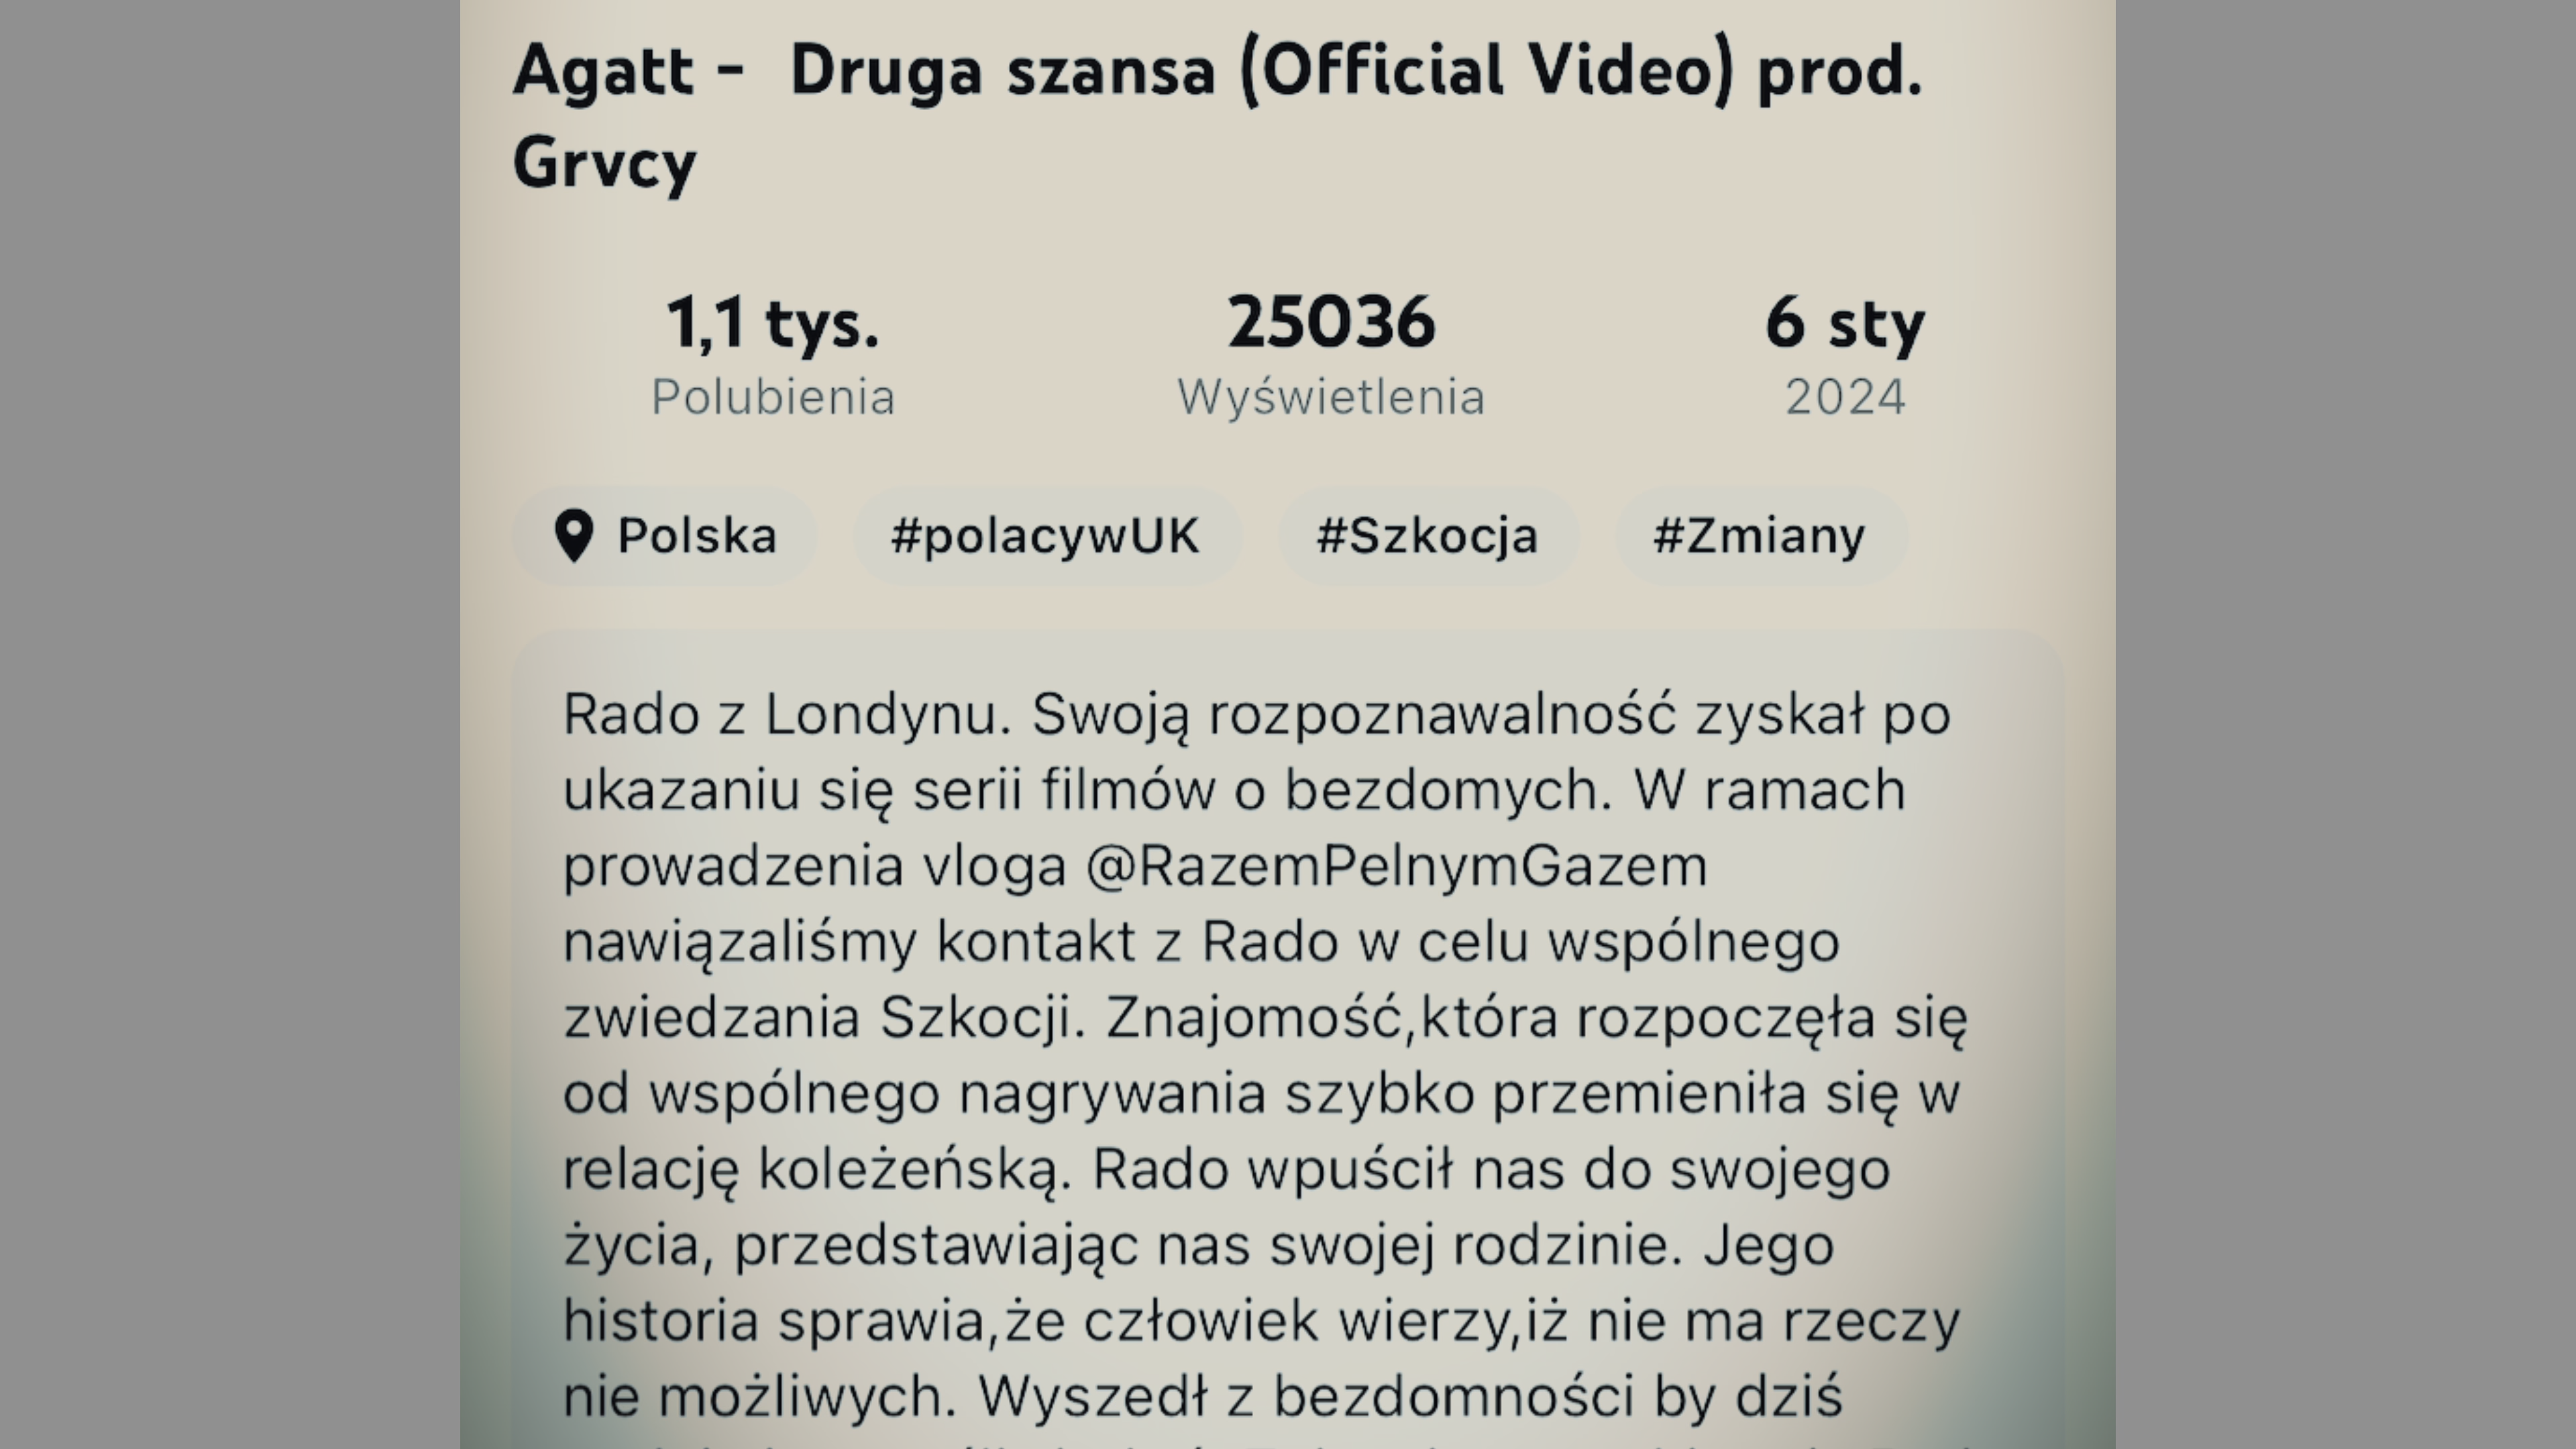 Agatt - Druga szansa (Official Video) prod.
Grvcy
1,1 tys. 25036 6 sty
Polubienia Wyświetlenia 2024
Polska #polacywUK #Szkocja #Zmiany
Rado z Londynu. Swoją rozpoznawalność zyskał po
ukazaniu się serii filmów o bezdomych. W ramach
prowadzenia vloga @RazemPelnymGazem
nawiązaliśmy kontakt z Rado w celu wspólnego
zwiedzania Szkocji. Znajomość,która rozpoczęła się
od wspólnego nagrywania szybko przemieniła się w
relację koleżeńską. Rado wpuścił nas do swojego
życia, przedstawiając nas swojej rodzinie. Jego
historia sprawia,że człowiek wierzy,iż nie ma rzeczy
nie możliwych. Wyszedł z bezdomności by dziś